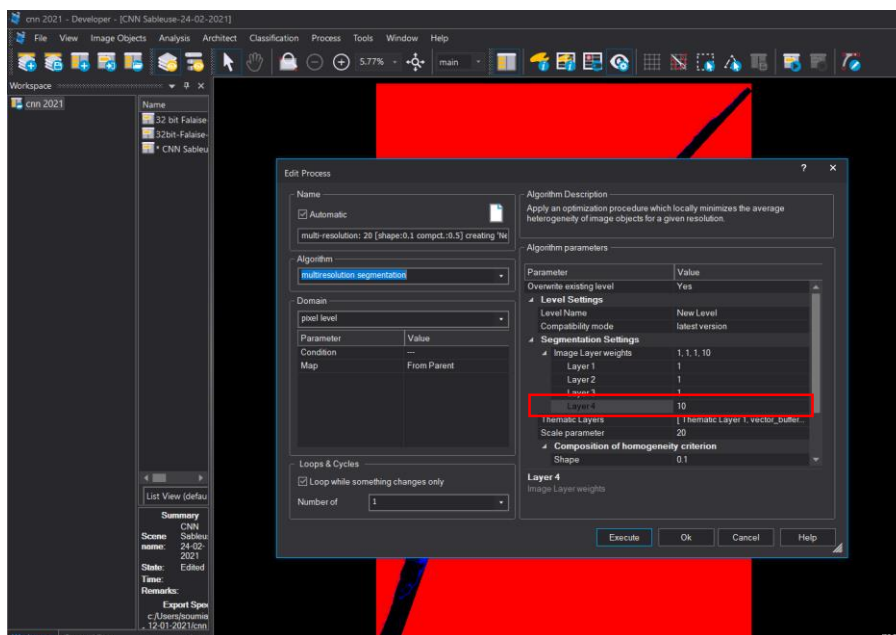 cnn 2021 - Developer - [CNN Sableuse-24-02-2021]
File View Image Objects Analysis Architect Classification Process Tools Window Help
5.77% main
Workspace
cnn 2021
Name
32 bit Falaise-
32bit-Falaise-
* CNN Sableu
List View (defau
Summary
Scene name: CNN Sableu: 24-02-2021
State: Edited
Time:
Remarks:
Export Spe
c:/Users/soumia
12-01-2021/cnn
Edit Process
? ×
Name
Automatic
multi-resolution: 20 [shape:0.1 compct.:0.5] creating 'Ne
Algorithm
multiresolution segmentation
Domain
pixel level
Parameter Value
Condition ---
Map From Parent
Loops & Cycles
Loop while something changes only
Number of 1
Algorithm Description
Apply an optimization procedure which locally minimizes the average
heterogeneity of image objects for a given resolution.
Algorithm parameters
Parameter Value
Overwrite existing level Yes
Level Settings
Level Name New Level
Compatibility mode latest version
Segmentation Settings
Image Layer weights 1, 1, 1, 10
Layer 1 1
Layer 2 1
Layer 3 1
Layer 4 10
Thematic Layers [ Thematic Layer 1, vector_buffer...
Scale parameter 20
Composition of homogeneity criterion
Shape 0.1
Layer 4
Image Layer weights
Execute Ok Cancel Help